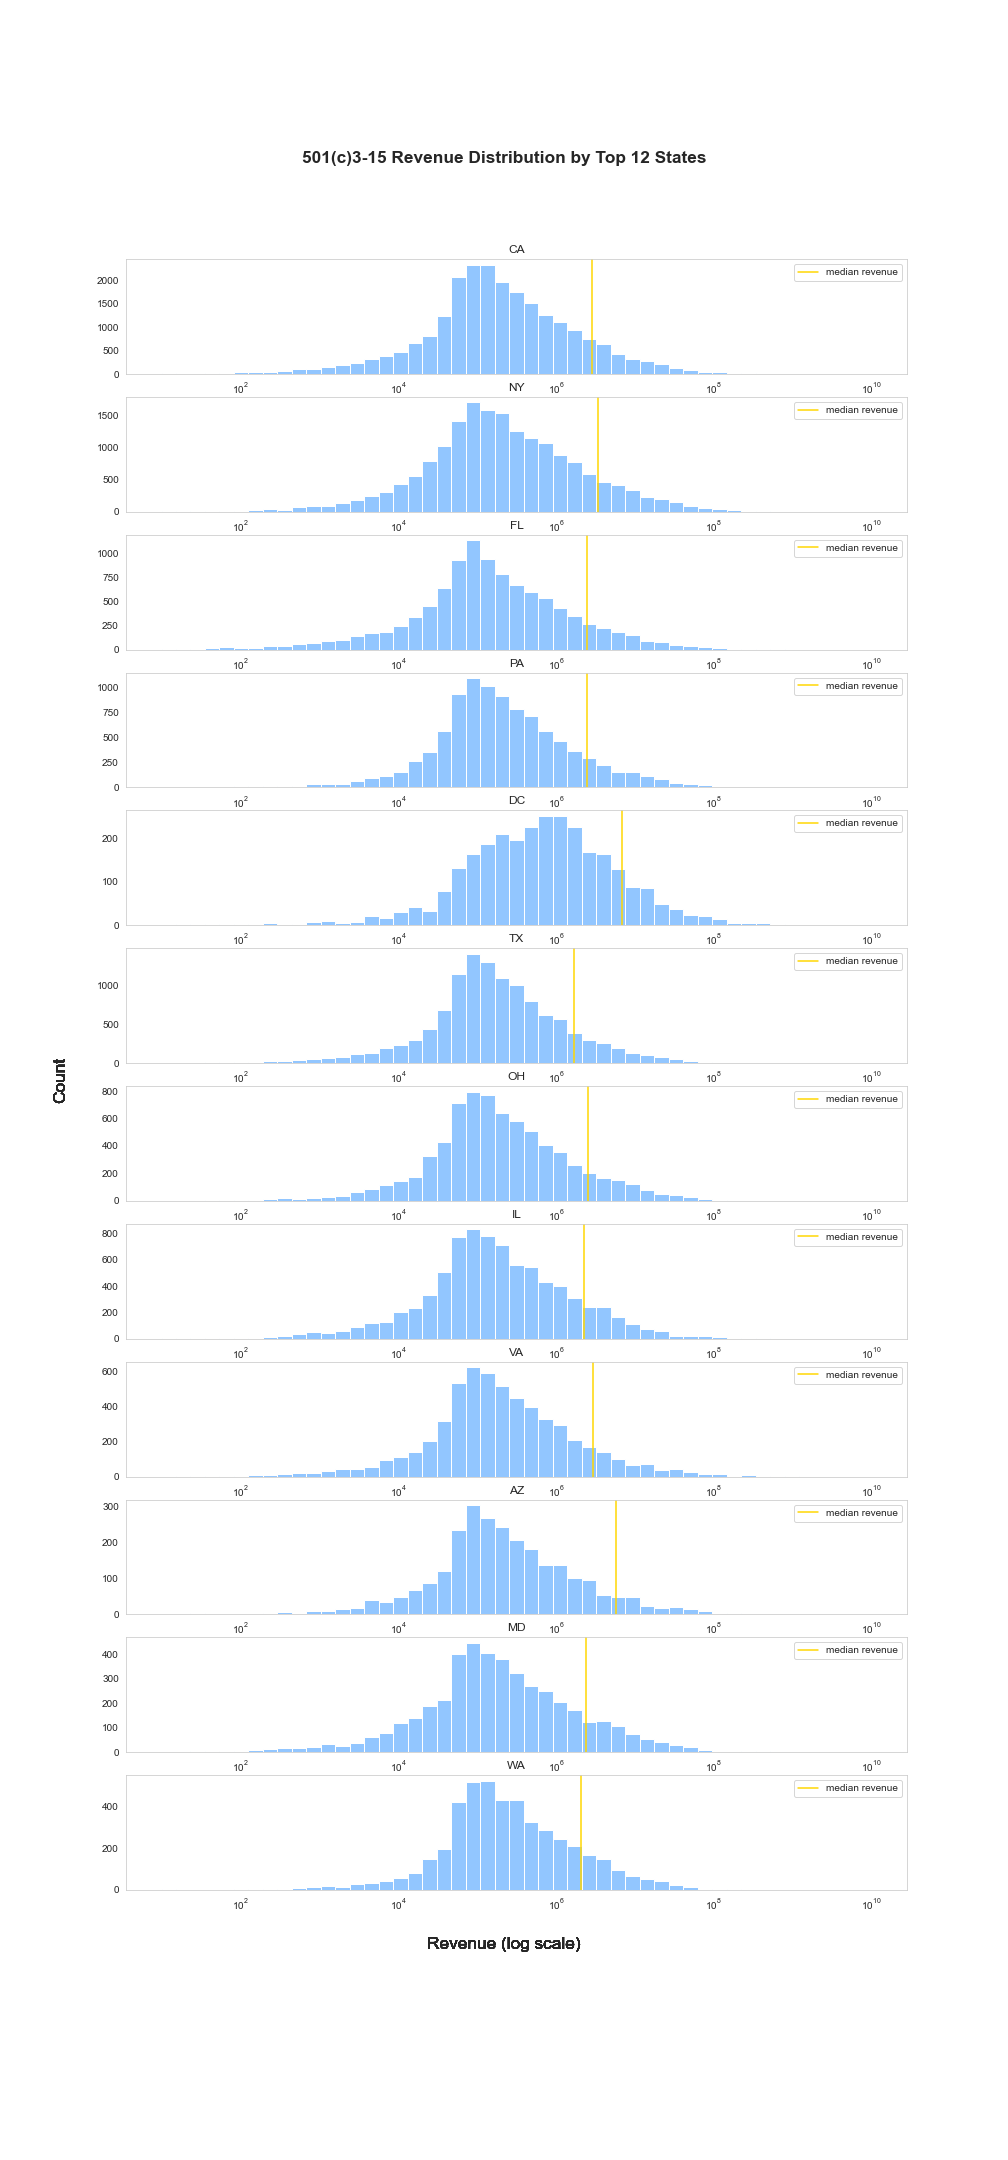 501(c)3-15 Revenue Distribution by Top 12 States
CA
median revenue
2000
1500
1000
500
0
10² 10⁴ 10⁶ 10⁸ 10¹⁰
NY
median revenue
1500
1000
500
0
10² 10⁴ 10⁶ 10⁸ 10¹⁰
FL
median revenue
1000
750
500
250
0
10² 10⁴ 10⁶ 10⁸ 10¹⁰
PA
median revenue
1000
750
500
250
0
10² 10⁴ 10⁶ 10⁸ 10¹⁰
DC
median revenue
200
100
0
10² 10⁴ 10⁶ 10⁸ 10¹⁰
TX
median revenue
1000
500
0
10² 10⁴ 10⁶ 10⁸ 10¹⁰
Count
OH
median revenue
800
600
400
200
0
10² 10⁴ 10⁶ 10⁸ 10¹⁰
IL
median revenue
800
600
400
200
0
10² 10⁴ 10⁶ 10⁸ 10¹⁰
VA
median revenue
600
400
200
0
10² 10⁴ 10⁶ 10⁸ 10¹⁰
AZ
median revenue
300
200
100
0
10² 10⁴ 10⁶ 10⁸ 10¹⁰
MD
median revenue
400
300
200
100
0
10² 10⁴ 10⁶ 10⁸ 10¹⁰
WA
median revenue
400
200
0
10² 10⁴ 10⁶ 10⁸ 10¹⁰
Revenue (log scale)